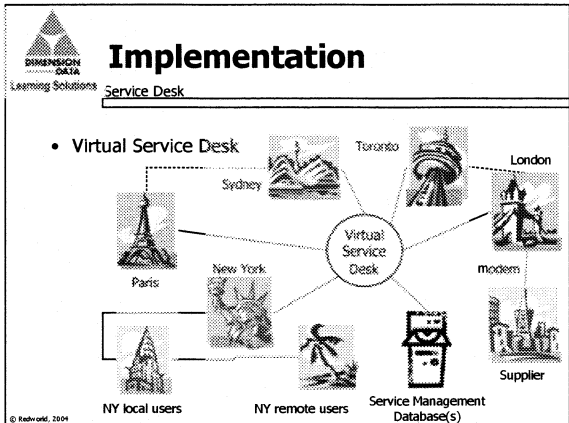 DIMENSION
DATA
Learning Solutions
Implementation
Service Desk
• Virtual Service Desk
Sydney
Toronto
London
Paris
Virtual
Service
Desk
New York
modem
Supplier
NY local users
NY remote users
Service Management
Database(s)
© Redworld, 2004